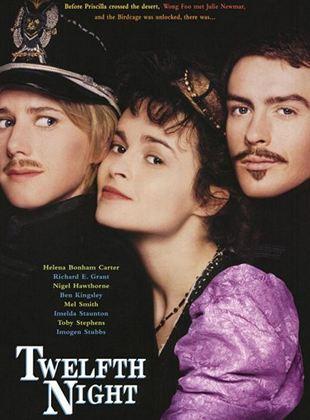 Before Priscilla crossed the desert, Wong Foo met Julie Newmar,
and the Birdcage was unlocked, there was...
Helena Bonham Carter
Richard E. Grant
Nigel Hawthorne
Ben Kingsley
Mel Smith
Imelda Staunton
Toby Stephens
Imogen Stubbs
TWELFTH
NIGHT